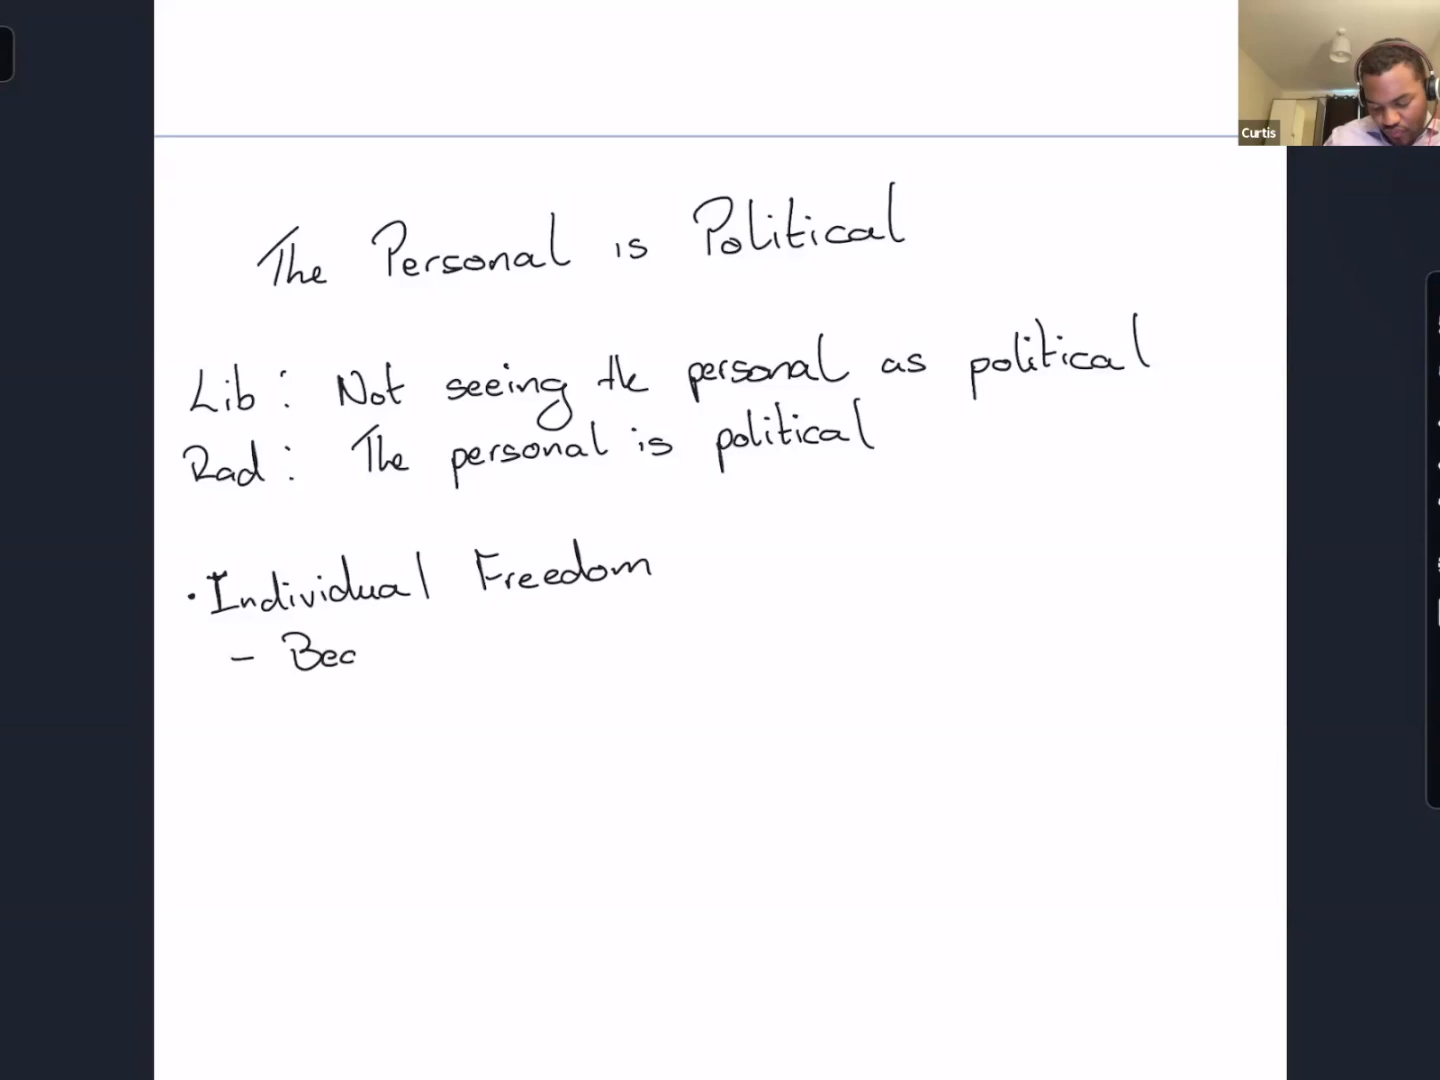 Curtis
The Personal is Political
Lib: Not seeing the personal as political
Rad: The personal is political
• Individual Freedom
- Bec